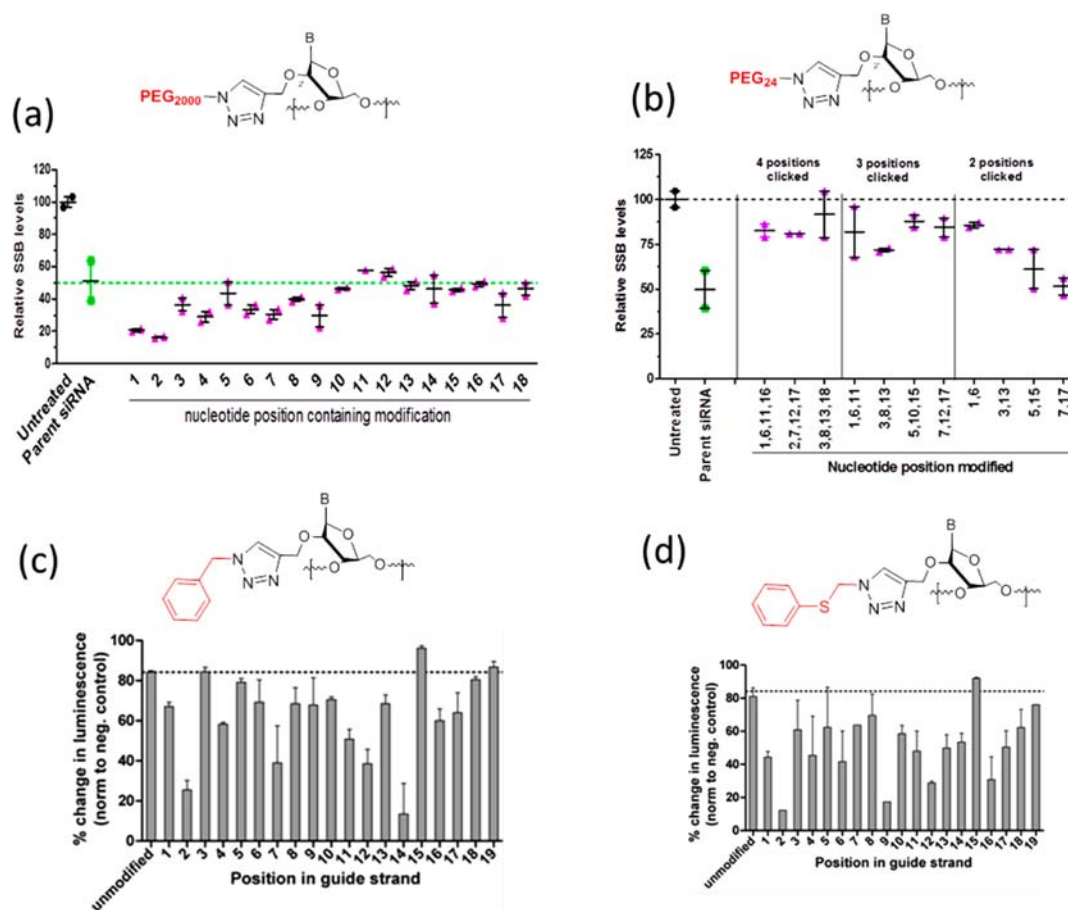 (a)
B
O
O
2'
PEG2000
N
N=N
O
O
Relative SSB levels
120
100
80
60
40
20
0
Untreated
Parent siRNA
1 2 3 4 5 6 7 8 9 10 11 12 13 14 15 16 17 18
nucleotide position containing modification
(b)
B
O
O
2'
PEG24
N
N=N
O
O
Relative SSB levels
125
100
75
50
25
0
4 positions clicked
3 positions clicked
2 positions clicked
Untreated
Parent siRNA
1,6,11,16
2,7,12,17
3,8,13,18
1,6,11
3,8,13
5,10,15
7,12,17
1,6
3,13
5,15
7,17
Nucleotide position modified
(c)
B
O
O
N
N=N
O
O
% change in luminescence
(norm to neg. control)
100
80
60
40
20
0
unmodified
1 2 3 4 5 6 7 8 9 10 11 12 13 14 15 16 17 18 19
Position in guide strand
(d)
B
O
O
S
N
N=N
O
O
% change in luminescence
(norm to neg. control)
100
80
60
40
20
0
unmodified
1 2 3 4 5 6 7 8 9 10 11 12 13 14 15 16 17 18 19
Position in guide strand